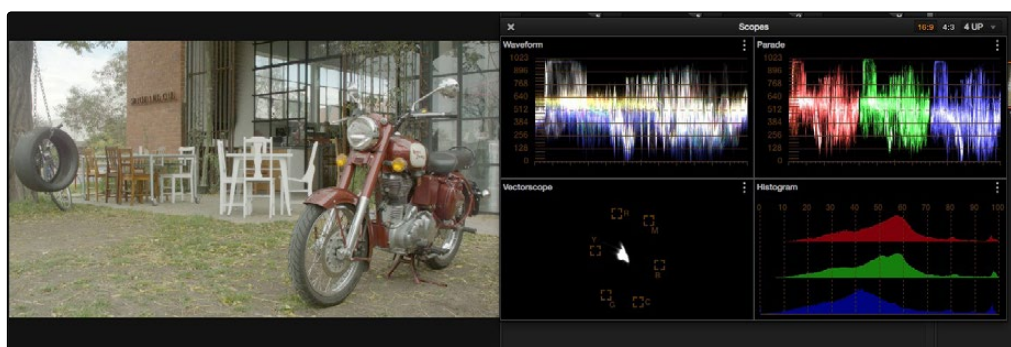 Scopes 16:9 4:3 4 UP
Waveform
1023
896
768
640
512
384
256
128
0
Parade
1023
896
768
640
512
384
256
128
0
Vectorscope
R
M
Y
B
G
C
Histogram
0 10 20 30 40 50 60 70 80 90 100